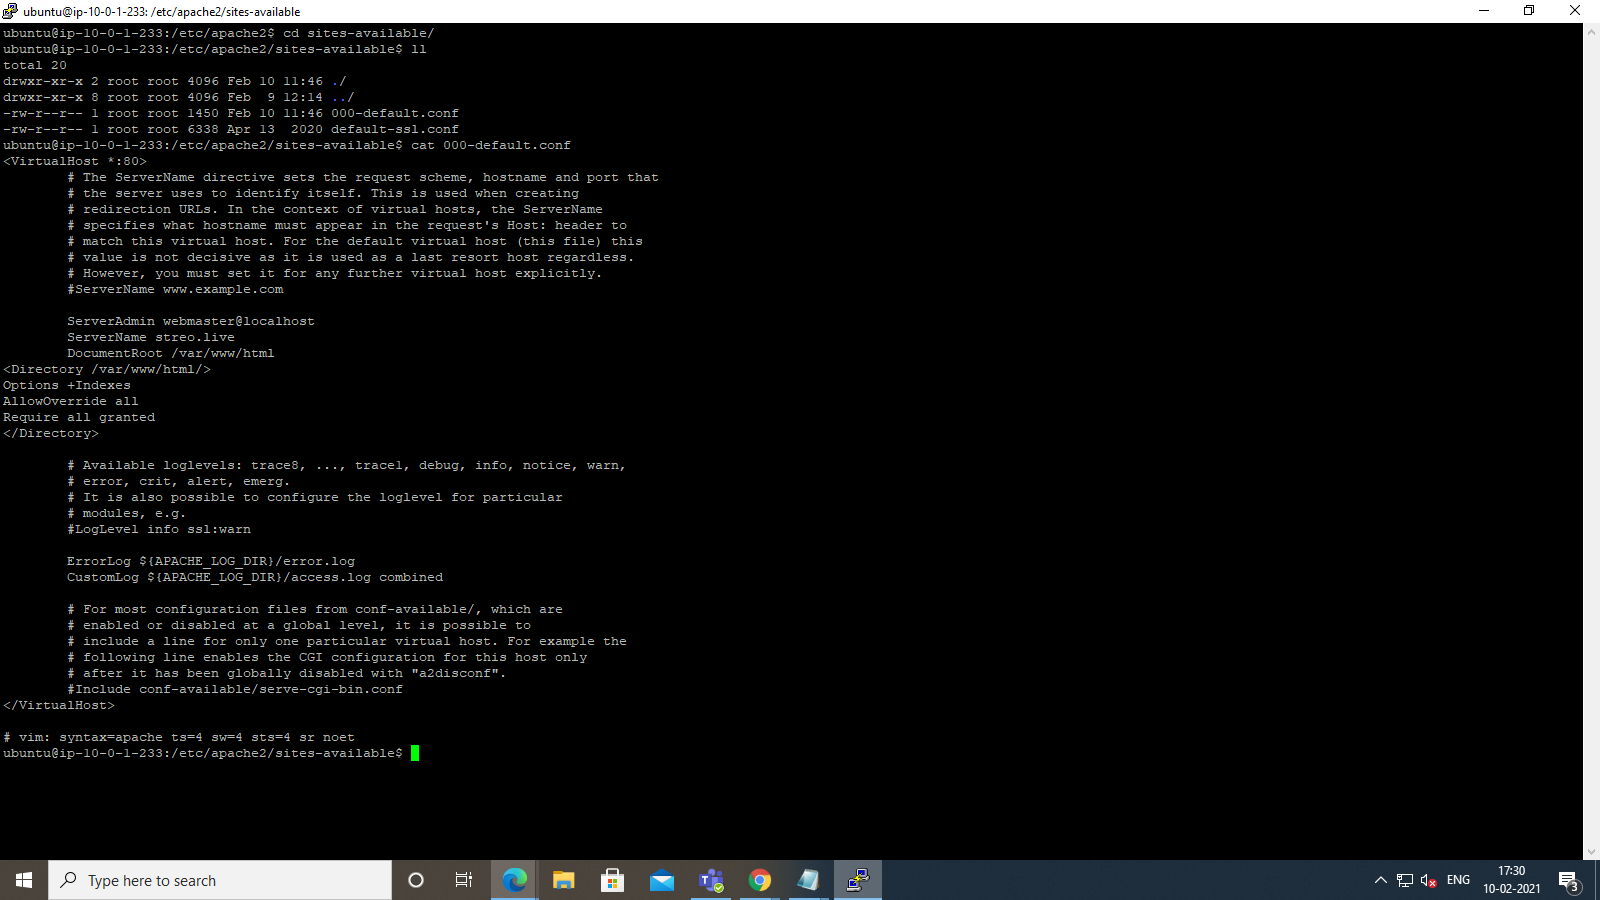 ubuntu@ip-10-0-1-233: /etc/apache2/sites-available
ubuntu@ip-10-0-1-233:/etc/apache2$ cd sites-available/
ubuntu@ip-10-0-1-233:/etc/apache2/sites-available$ ll
total 20
drwxr-xr-x 2 root root 4096 Feb 10 11:46 ./
drwxr-xr-x 8 root root 4096 Feb  9 12:14 ../
-rw-r--r-- 1 root root 1450 Feb 10 11:46 000-default.conf
-rw-r--r-- 1 root root 6338 Apr 13  2020 default-ssl.conf
ubuntu@ip-10-0-1-233:/etc/apache2/sites-available$ cat 000-default.conf
<VirtualHost *:80>
        # The ServerName directive sets the request scheme, hostname and port that
        # the server uses to identify itself. This is used when creating
        # redirection URLs. In the context of virtual hosts, the ServerName
        # specifies what hostname must appear in the request's Host: header to
        # match this virtual host. For the default virtual host (this file) this
        # value is not decisive as it is used as a last resort host regardless.
        # However, you must set it for any further virtual host explicitly.
        #ServerName www.example.com

        ServerAdmin webmaster@localhost
        ServerName streo.live
        DocumentRoot /var/www/html
<Directory /var/www/html/>
Options +Indexes
AllowOverride all
Require all granted
</Directory>

        # Available loglevels: trace8, ..., trace1, debug, info, notice, warn,
        # error, crit, alert, emerg.
        # It is also possible to configure the loglevel for particular
        # modules, e.g.
        #LogLevel info ssl:warn

        ErrorLog ${APACHE_LOG_DIR}/error.log
        CustomLog ${APACHE_LOG_DIR}/access.log combined

        # For most configuration files from conf-available/, which are
        # enabled or disabled at a global level, it is possible to
        # include a line for only one particular virtual host. For example the
        # following line enables the CGI configuration for this host only
        # after it has been globally disabled with "a2disconf".
        #Include conf-available/serve-cgi-bin.conf
</VirtualHost>

# vim: syntax=apache ts=4 sw=4 sts=4 sr noet
ubuntu@ip-10-0-1-233:/etc/apache2/sites-available$
Type here to search
ENG
17:30
10-02-2021
3